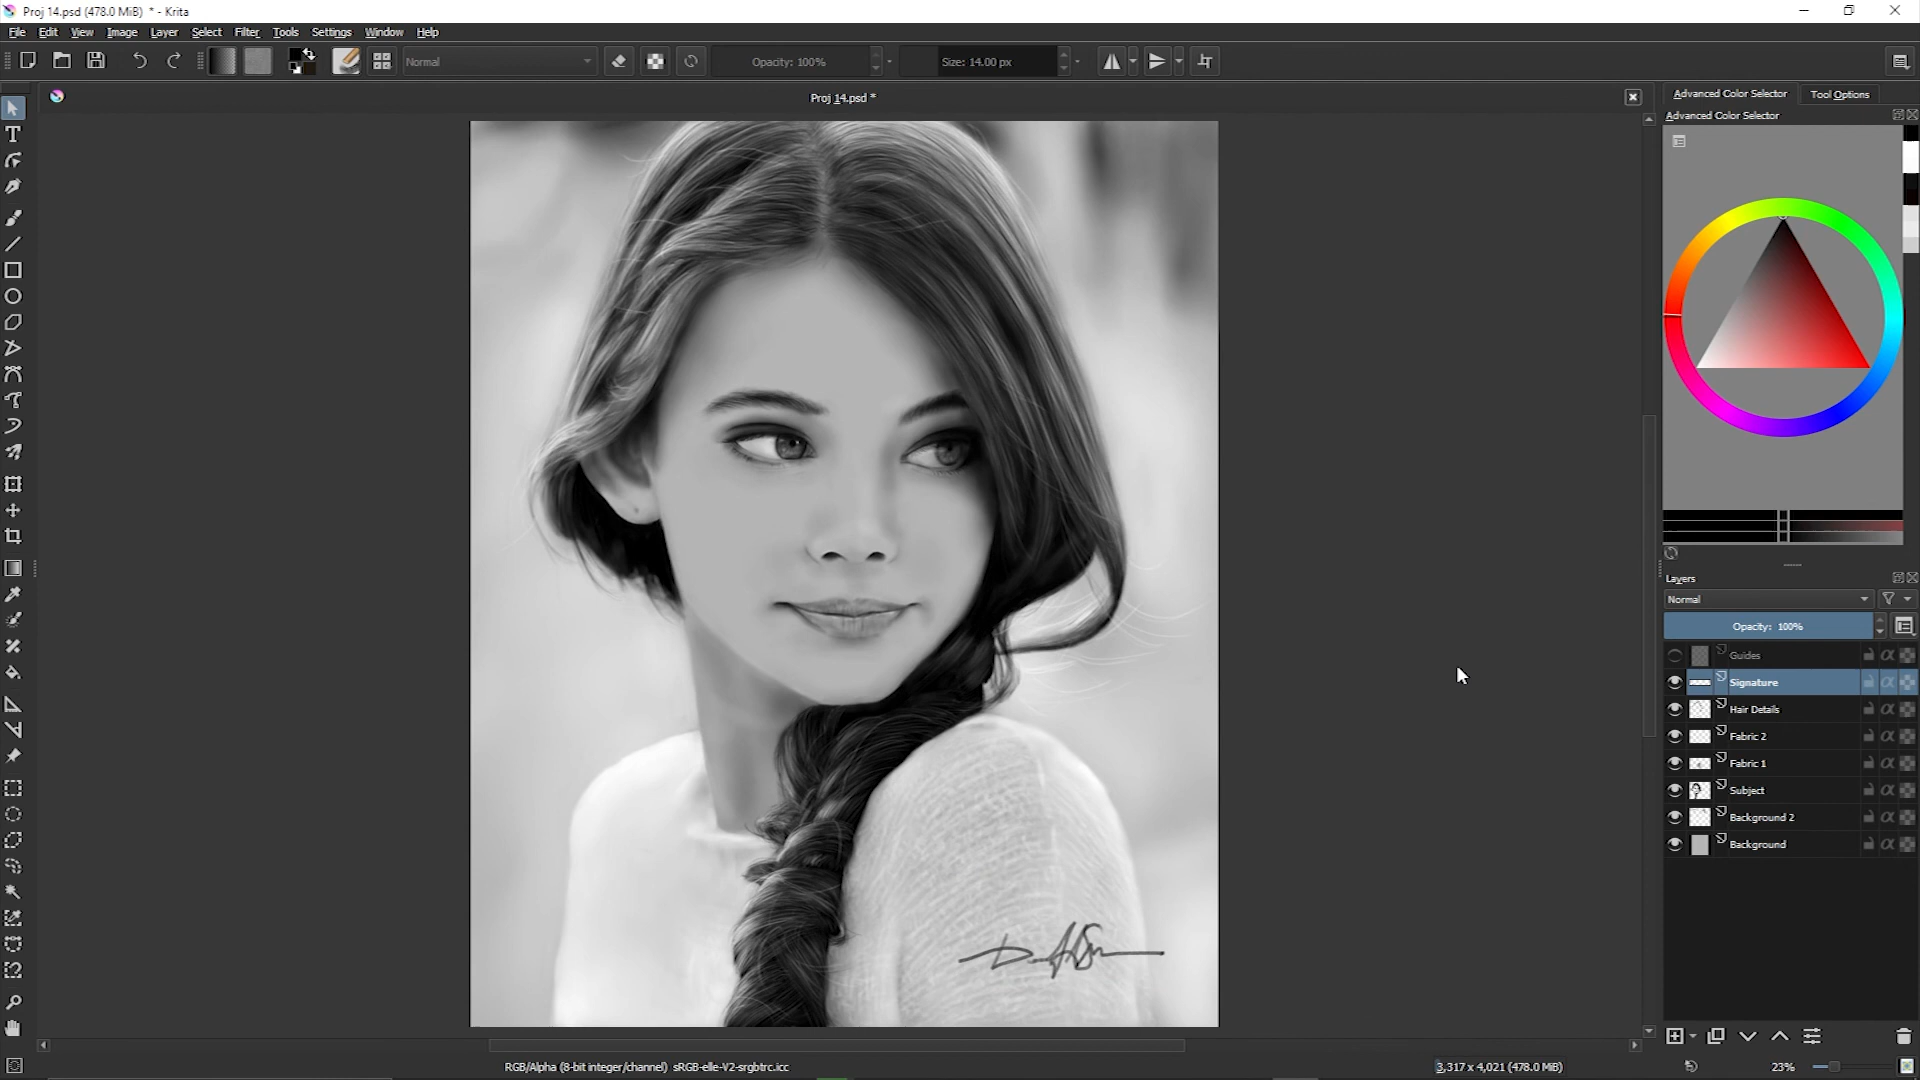 Proj 14.psd (478.0 MiB) * - Krita
File Edit View Image Layer Select Filter Tools Settings Window Help
Normal Opacity: 100% Size: 14.00 px
Proj 14.psd *
Advanced Color Selector Tool Options
Advanced Color Selector
Layers
Normal
Opacity: 100%
Guides
Signature
Hair Details
Fabric 2
Fabric 1
Subject
Background 2
Background
RGB/Alpha (8-bit integer/channel) sRGB-elle-V2-srgbtrc.icc 3,317 x 4,021 (478.0 MiB) 23%